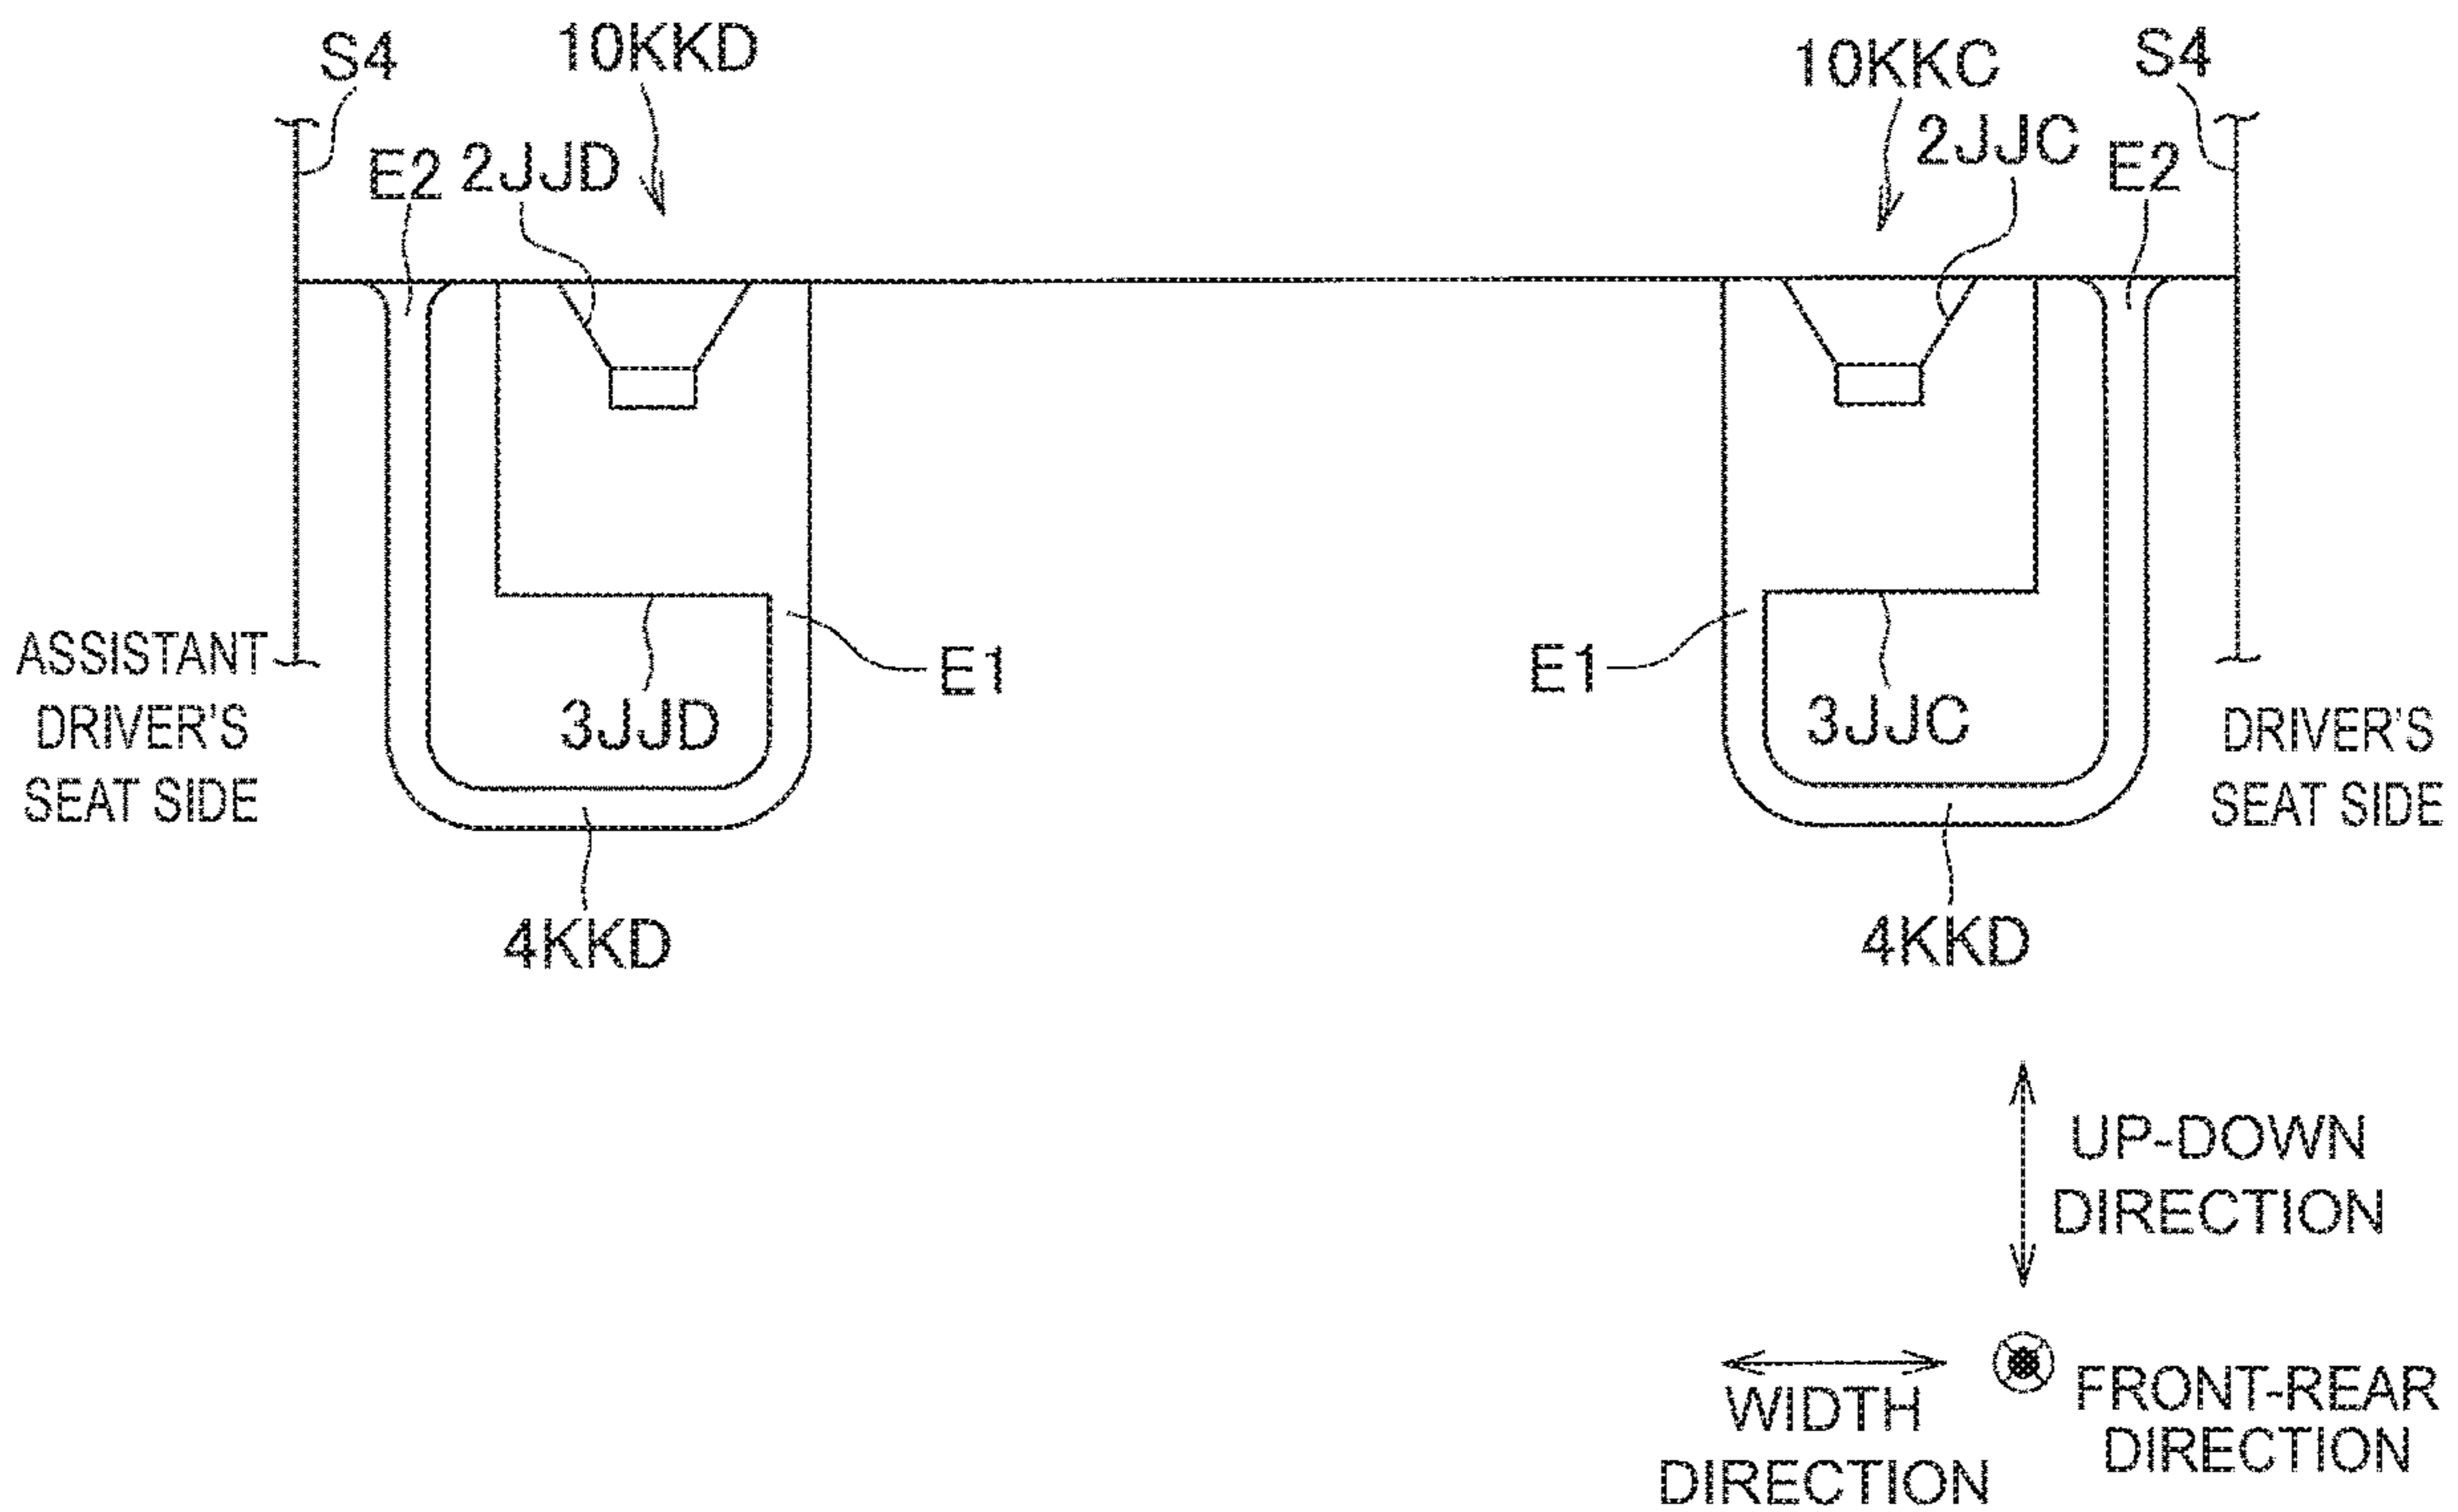 S4
10KKD
10KKC
S4
E2
2JJD
2JJC
E2
ASSISTANT
DRIVER'S
SEAT SIDE
E1
3JJD
E1
3JJC
DRIVER'S
SEAT SIDE
4KKD
4KKD
UP-DOWN
DIRECTION
WIDTH
DIRECTION
FRONT-REAR
DIRECTION